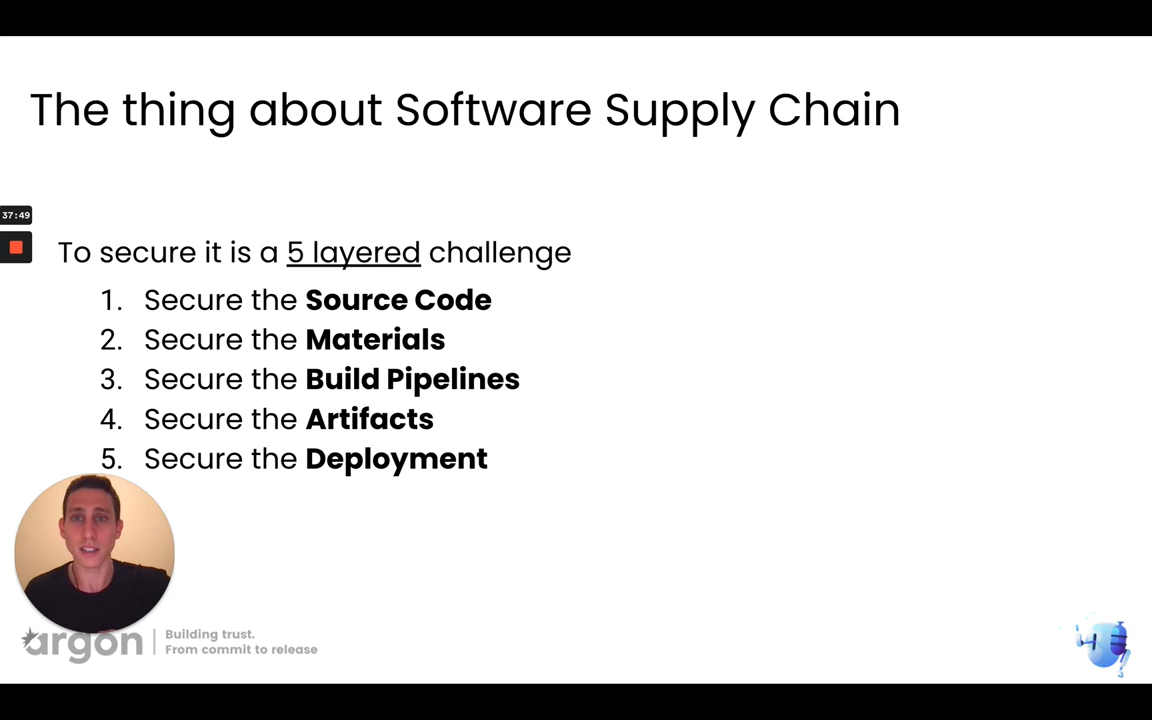 The thing about Software Supply Chain
37:49
To secure it is a 5 layered challenge
1. Secure the Source Code
2. Secure the Materials
3. Secure the Build Pipelines
4. Secure the Artifacts
5. Secure the Deployment
argon
Building trust.
From commit to release